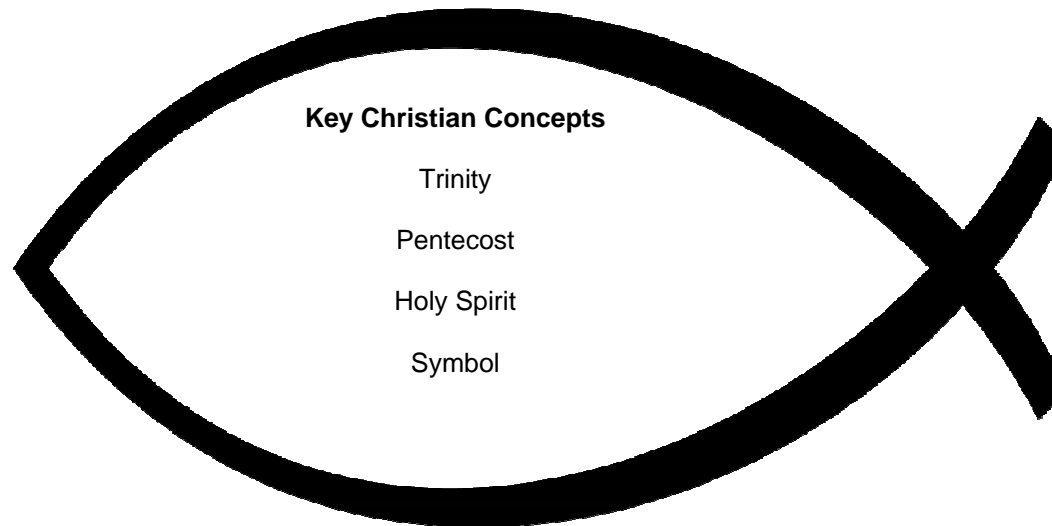 Key Christian Concepts
Trinity
Pentecost
Holy Spirit
Symbol